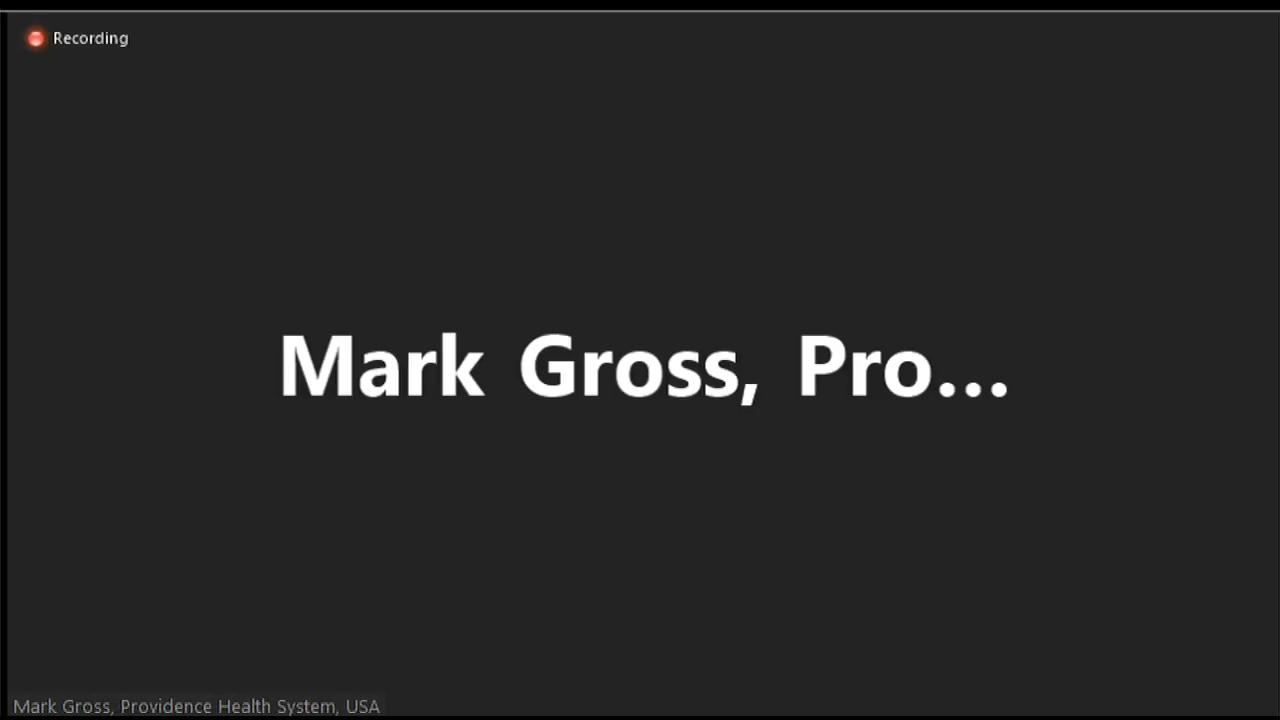 Recording
Mark Gross, Pro...
Mark Gross, Providence Health System, USA